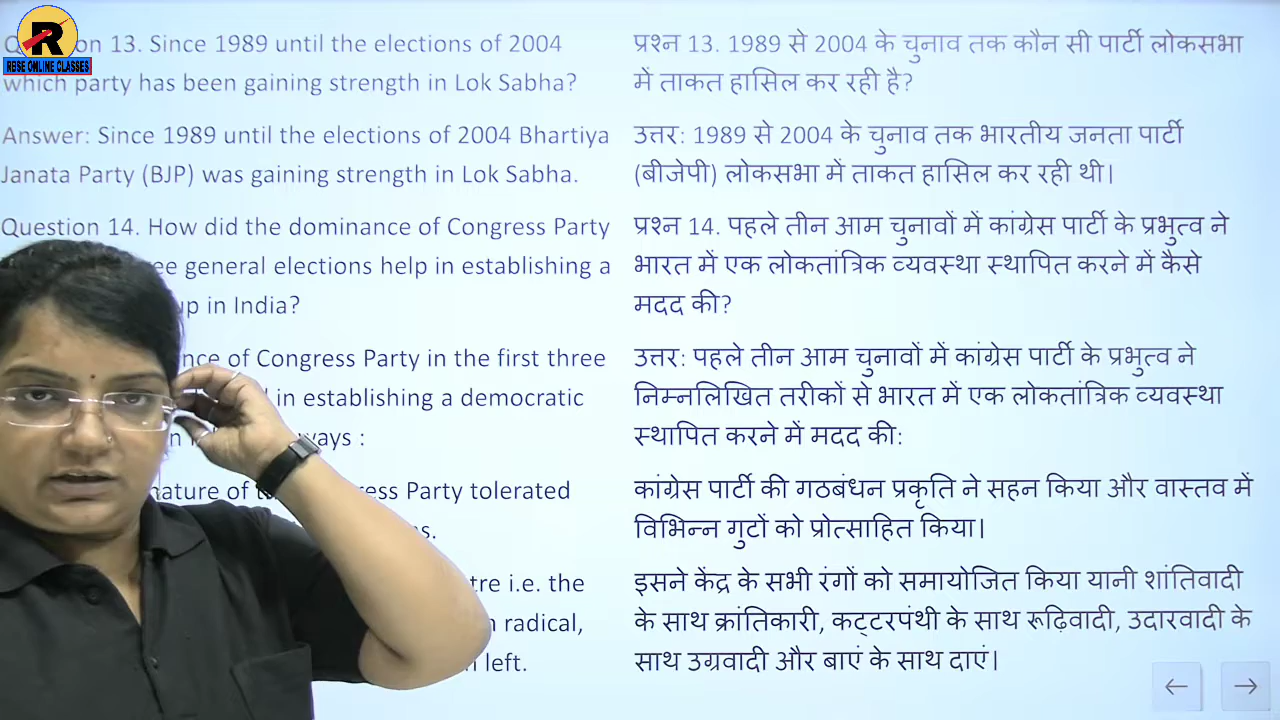 R
RBSE ONLINE CLASSES
on 13. Since 1989 until the elections of 2004
which party has been gaining strength in Lok Sabha?
Answer: Since 1989 until the elections of 2004 Bhartiya
Janata Party (BJP) was gaining strength in Lok Sabha.
Question 14. How did the dominance of Congress Party
general elections help in establishing a
up in India?
of Congress Party in the first three
in establishing a democratic
:
nature of Party tolerated
i.e. the
radical,
left.
प्रश्न 13. 1989 से 2004 के चुनाव तक कौन सी पार्टी लोकसभा
में ताकत हासिल कर रही है?
उत्तर: 1989 से 2004 के चुनाव तक भारतीय जनता पार्टी
(बीजेपी) लोकसभा में ताकत हासिल कर रही थी।
प्रश्न 14. पहले तीन आम चुनावों में कांग्रेस पार्टी के प्रभुत्व ने
भारत में एक लोकतांत्रिक व्यवस्था स्थापित करने में कैसे
मदद की?
उत्तर: पहले तीन आम चुनावों में कांग्रेस पार्टी के प्रभुत्व ने
निम्नलिखित तरीकों से भारत में एक लोकतांत्रिक व्यवस्था
स्थापित करने में मदद की:
कांग्रेस पार्टी की गठबंधन प्रकृति ने सहन किया और वास्तव में
विभिन्न गुटों को प्रोत्साहित किया।
इसने केंद्र के सभी रंगों को समायोजित किया यानी शांतिवादी
के साथ क्रांतिकारी, कट्टरपंथी के साथ रूढ़िवादी, उदारवादी के
साथ उग्रवादी और बाएं के साथ दाएं।